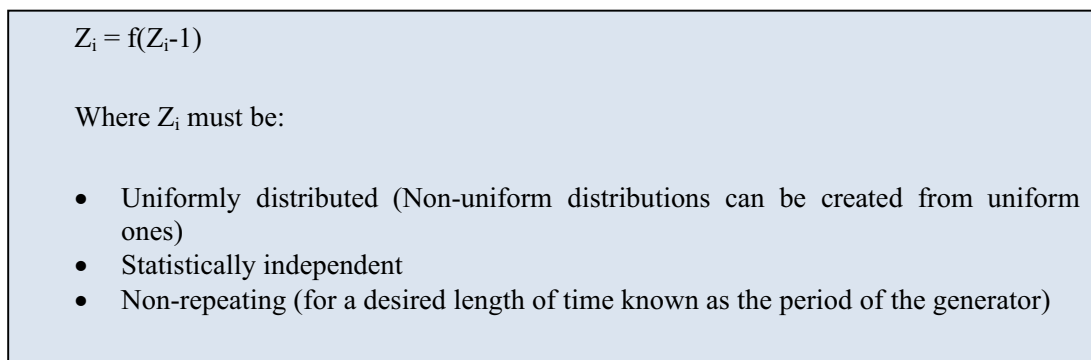 Zᵢ = f(Zᵢ-1)
Where Zᵢ must be:
• Uniformly distributed (Non-uniform distributions can be created from uniform
ones)
• Statistically independent
• Non-repeating (for a desired length of time known as the period of the generator)